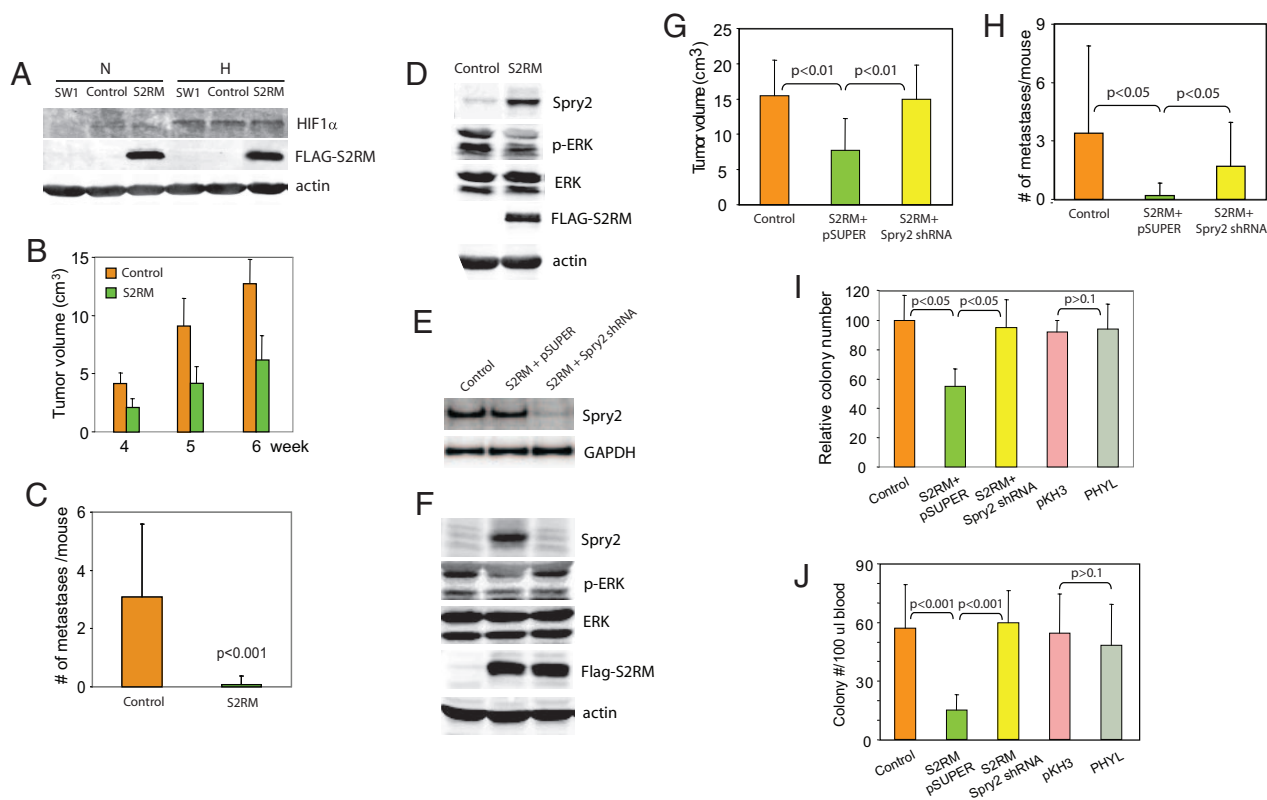 A
N H
SW1 Control S2RM SW1 Control S2RM
HIF1α
FLAG-S2RM
actin
B
Tumor volume (cm3)
15
10
5
0
Control
S2RM
4 5 6 week
C
# of metastases /mouse
6
4
2
0
p<0.001
Control S2RM
D
Control S2RM
Spry2
p-ERK
ERK
FLAG-S2RM
actin
E
Control
S2RM + pSUPER
S2RM + Spry2 shRNA
Spry2
GAPDH
F
Spry2
p-ERK
ERK
Flag-S2RM
actin
G
Tumor volume (cm3)
25
20
15
10
5
0
p<0.01 p<0.01
Control S2RM+ S2RM+
pSUPER Spry2 shRNA
H
# of metastases/mouse
9
6
3
0
p<0.05 p<0.05
Control S2RM+ S2RM+
pSUPER Spry2 shRNA
I
Relative colony number
120
100
80
60
40
20
0
p<0.05 p<0.05 p>0.1
Control
S2RM+
pSUPER
S2RM+
Spry2 shRNA
pKH3
PHYL
J
Colony #/100 ul blood
90
60
30
0
p<0.001 p<0.001 p>0.1
Control
S2RM
pSUPER
S2RM
Spry2 shRNA
pKH3
PHYL